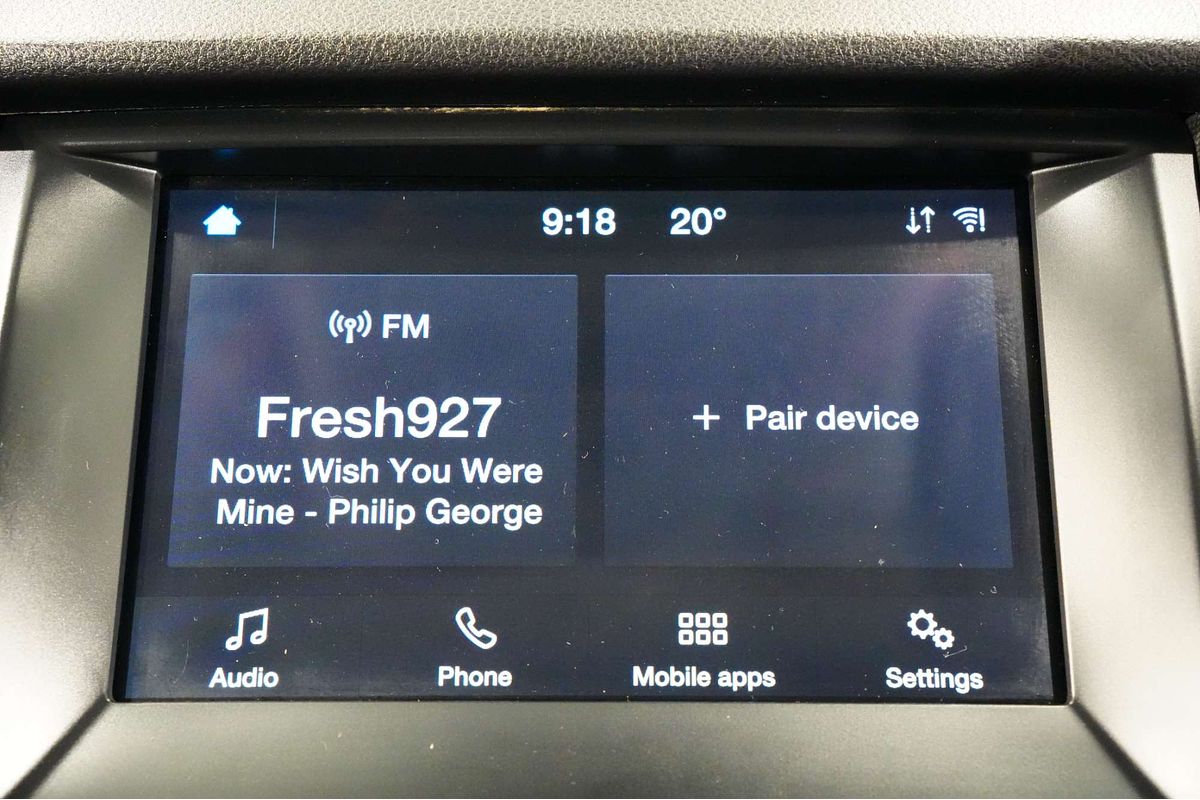 9:18 20°
FM
Fresh927
Now: Wish You Were
Mine - Philip George
+ Pair device
Audio Phone Mobile apps Settings